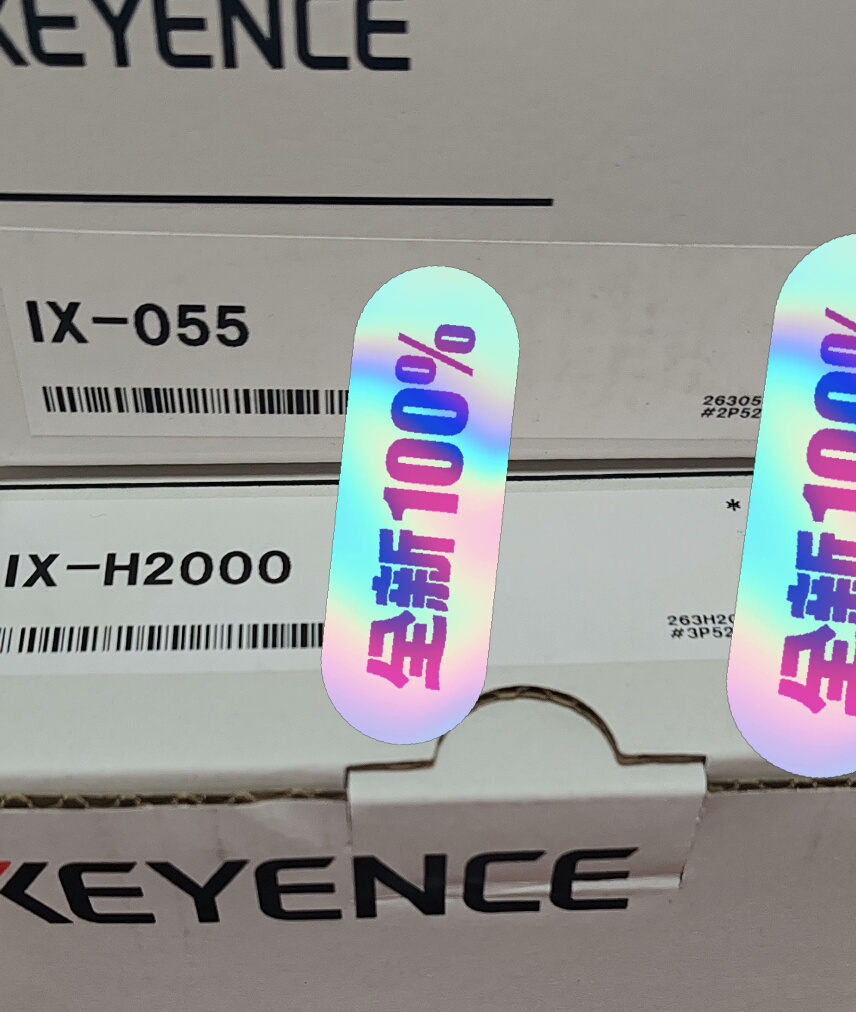 KEYENCE
IX-055
26305
#2P52
全新100%
全新100%
IX-H2000
*
263H2
#3P52
KEYENCE